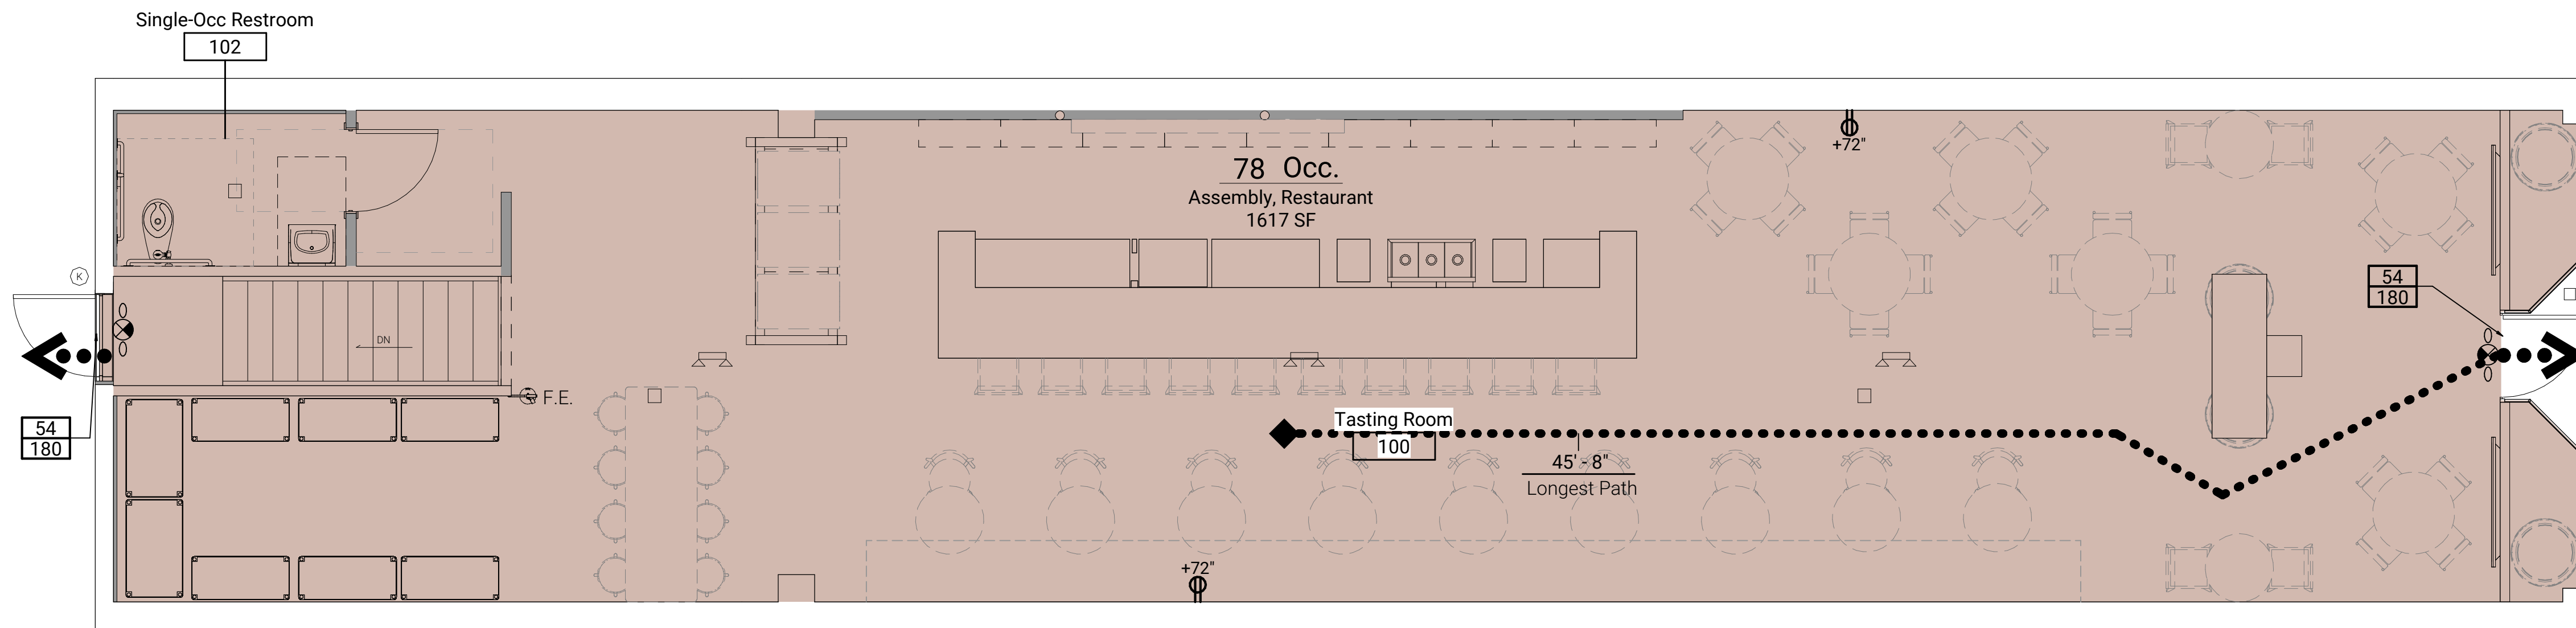 Single-Occ Restroom
102
+72"
78 Occ.
Assembly, Restaurant
1617 SF
K
54
180
DN
F.E.
Tasting Room
100
54
180
45' - 8"
Longest Path
+72"